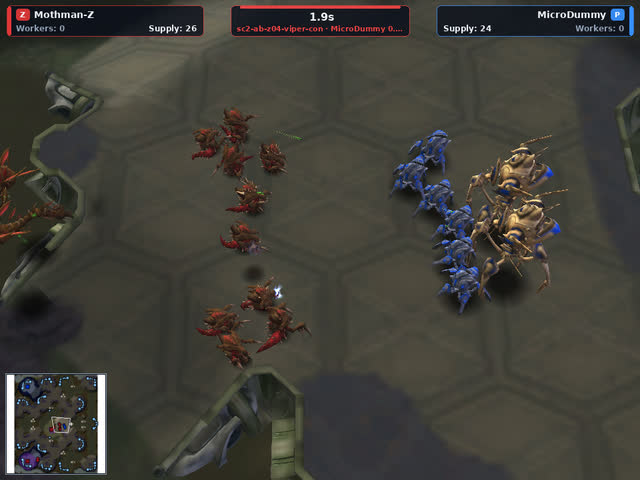 Z Mothman-Z
Workers: 0 Supply: 26
1.9s
sc2-ab-z04-viper-con · MicroDummy 0....
MicroDummy P
Supply: 24 Workers: 0